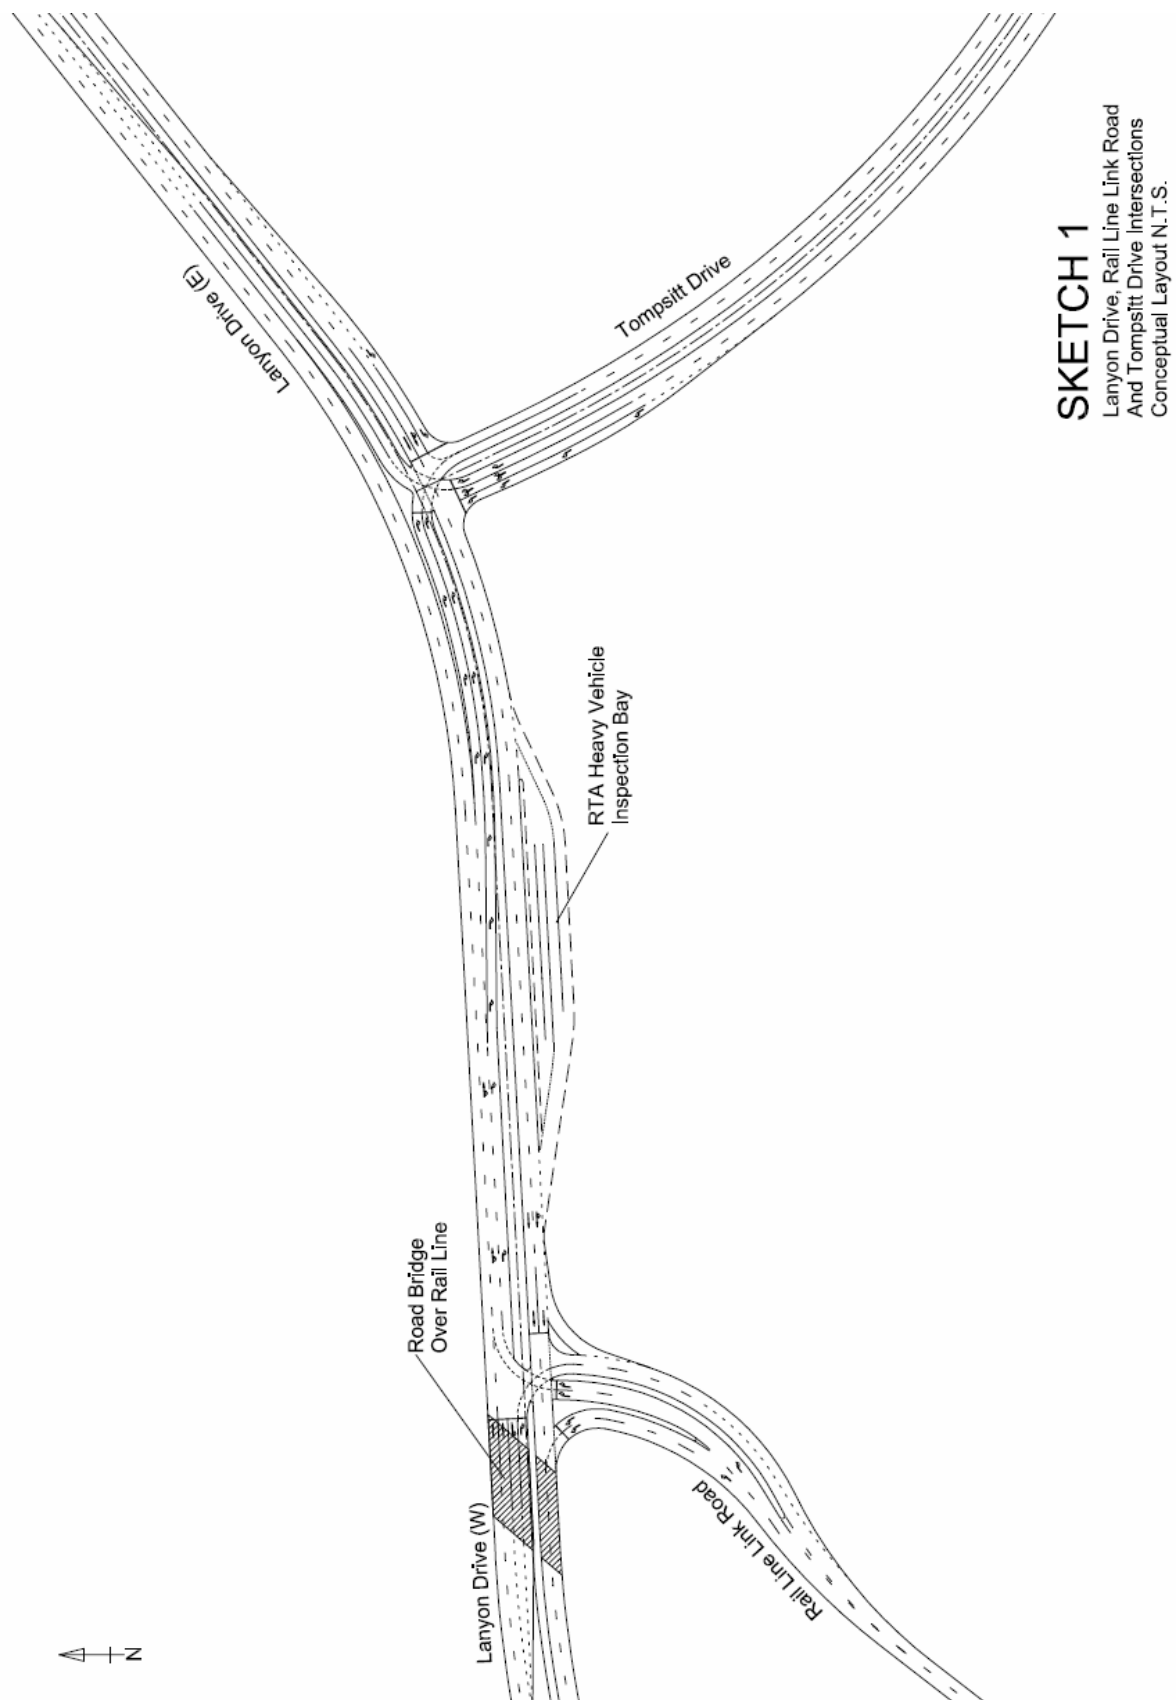 Lanyon Drive (E)
Tompsitt Drive
RTA Heavy Vehicle
Inspection Bay
Road Bridge
Over Rail Line
Lanyon Drive (W)
Rail Line Link Road
N
SKETCH 1
Lanyon Drive, Rail Line Link Road
And Tompsitt Drive Intersections
Conceptual Layout N.T.S.